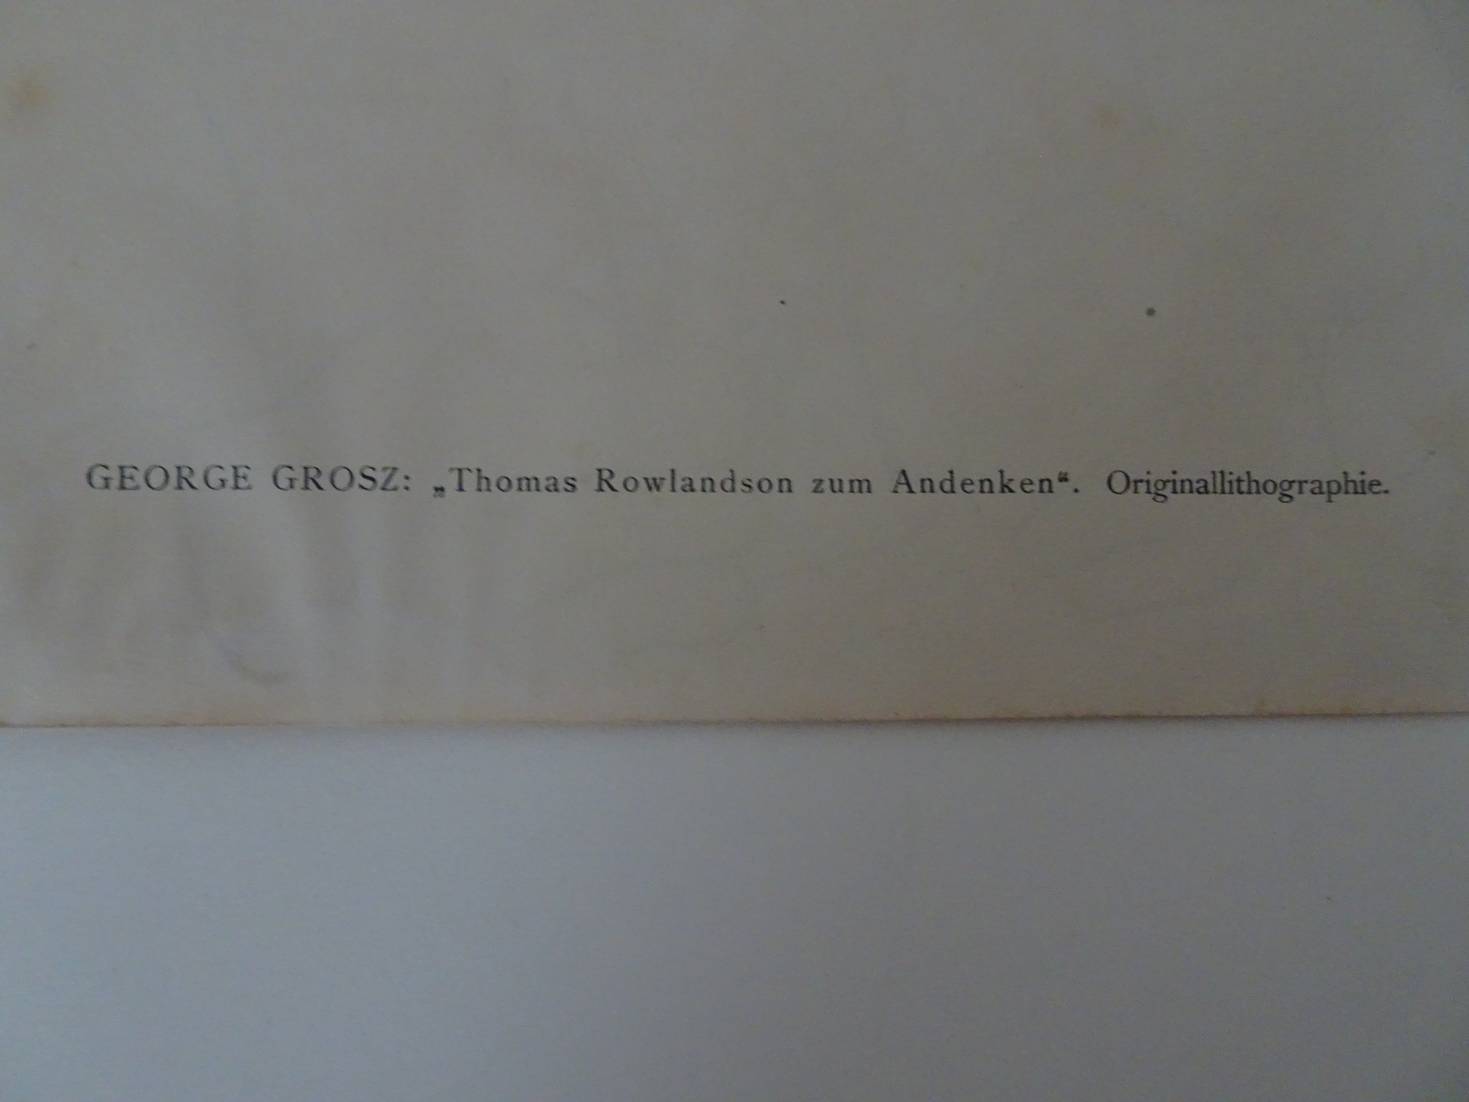 GEORGE GROSZ: „Thomas Rowlandson zum Andenken“. Originallithographie.